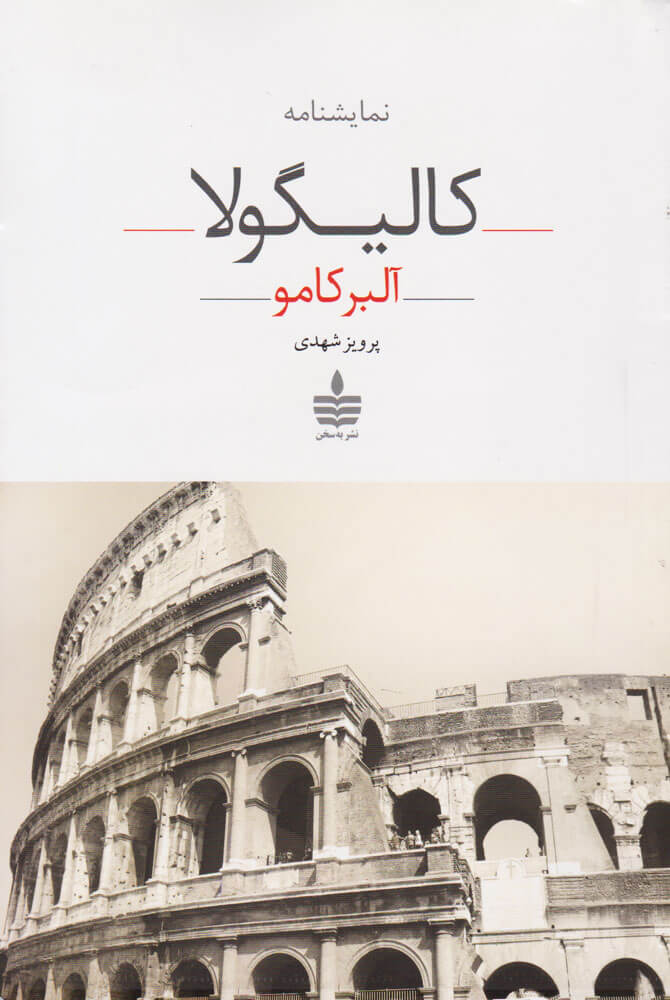 نمایشنامه
کالیگولا
آلبر کامو
پرویز شهدی
نشر به‌سخن